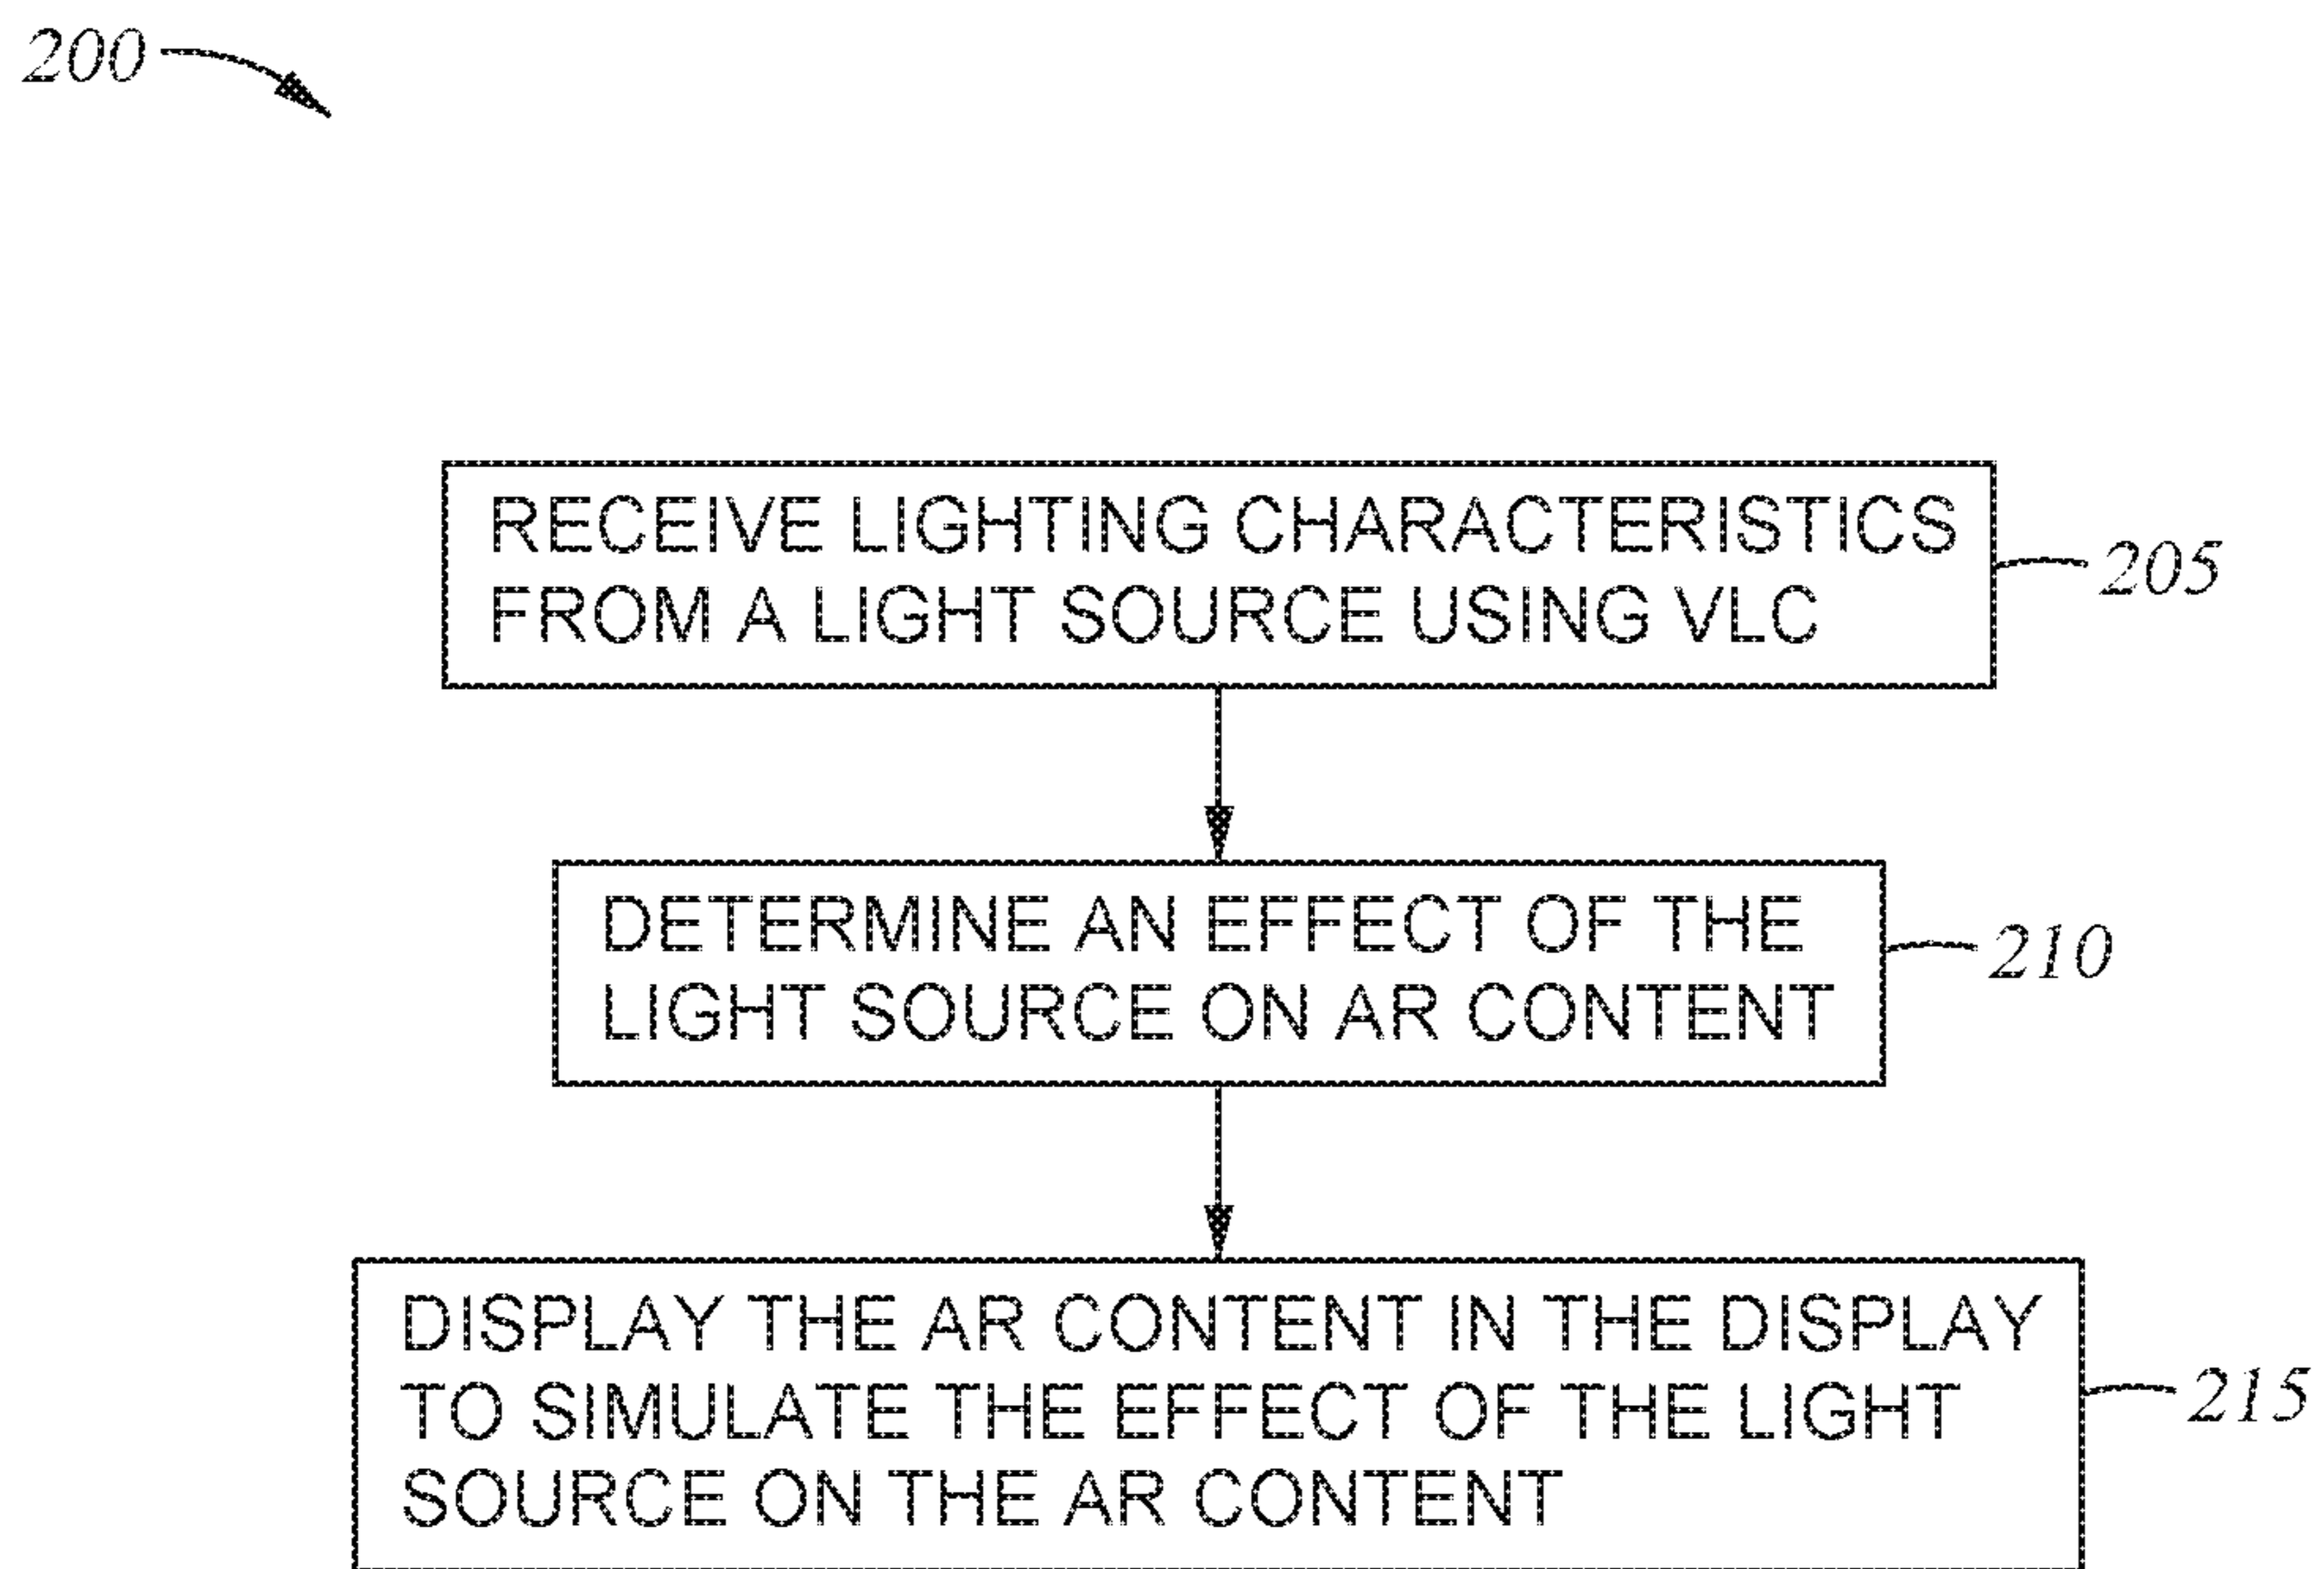 200
RECEIVE LIGHTING CHARACTERISTICS
FROM A LIGHT SOURCE USING VLC
205
DETERMINE AN EFFECT OF THE
LIGHT SOURCE ON AR CONTENT
210
DISPLAY THE AR CONTENT IN THE DISPLAY
TO SIMULATE THE EFFECT OF THE LIGHT
SOURCE ON THE AR CONTENT
215